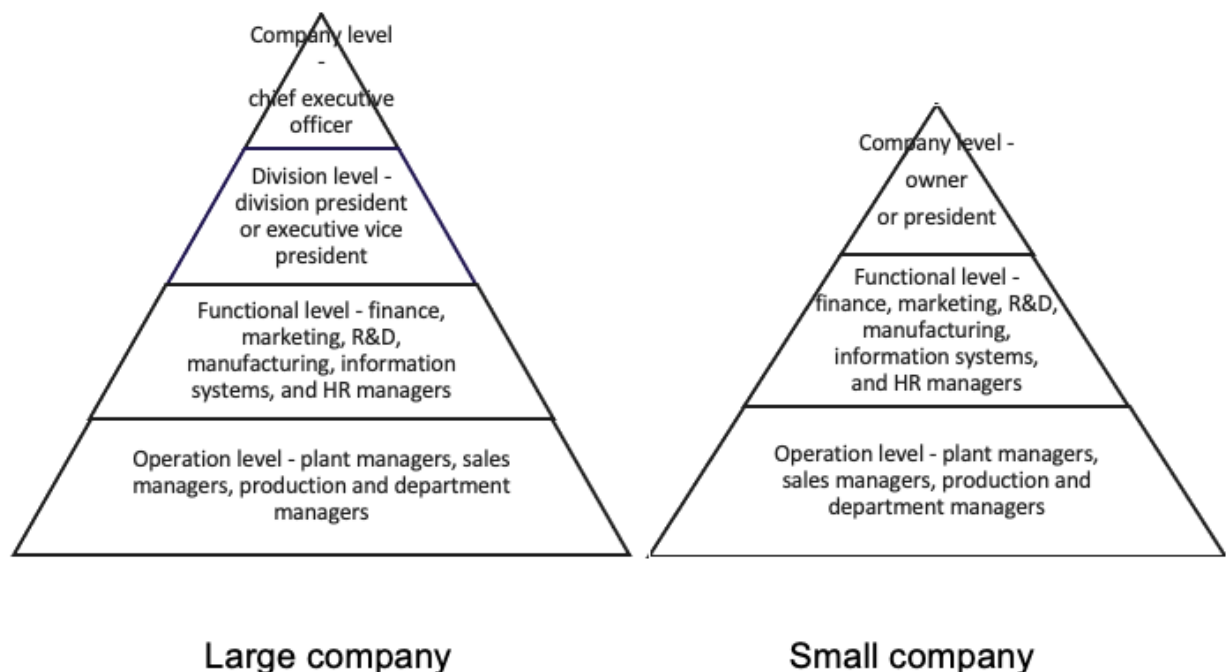 Company level
-
chief executive
officer
Division level -
division president
or executive vice
president
Functional level - finance,
marketing, R&D,
manufacturing, information
systems, and HR managers
Operation level - plant managers, sales
managers, production and department
managers
Large company
Company level -
owner
or president
Functional level -
finance, marketing, R&D,
manufacturing,
information systems,
and HR managers
Operation level - plant managers,
sales managers, production and
department managers
Small company